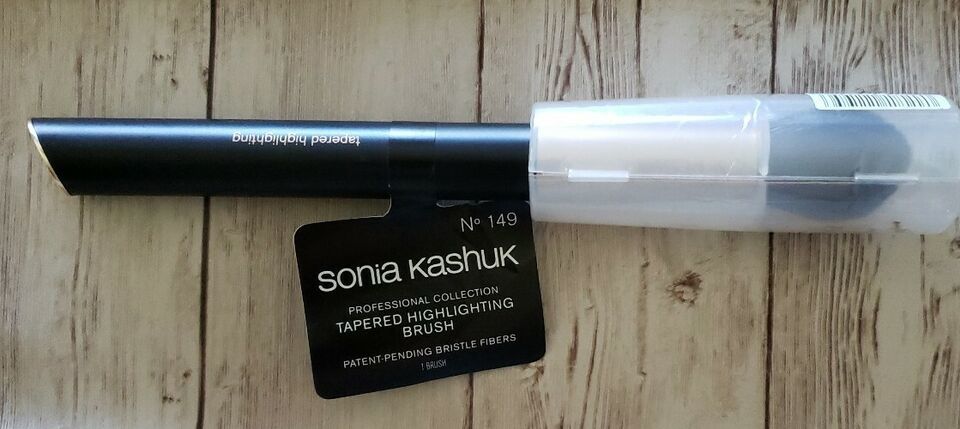 tapered highlighting
Nº 149
sonia kashuk
PROFESSIONAL COLLECTION
TAPERED HIGHLIGHTING
BRUSH
PATENT-PENDING BRISTLE FIBERS
1 BRUSH